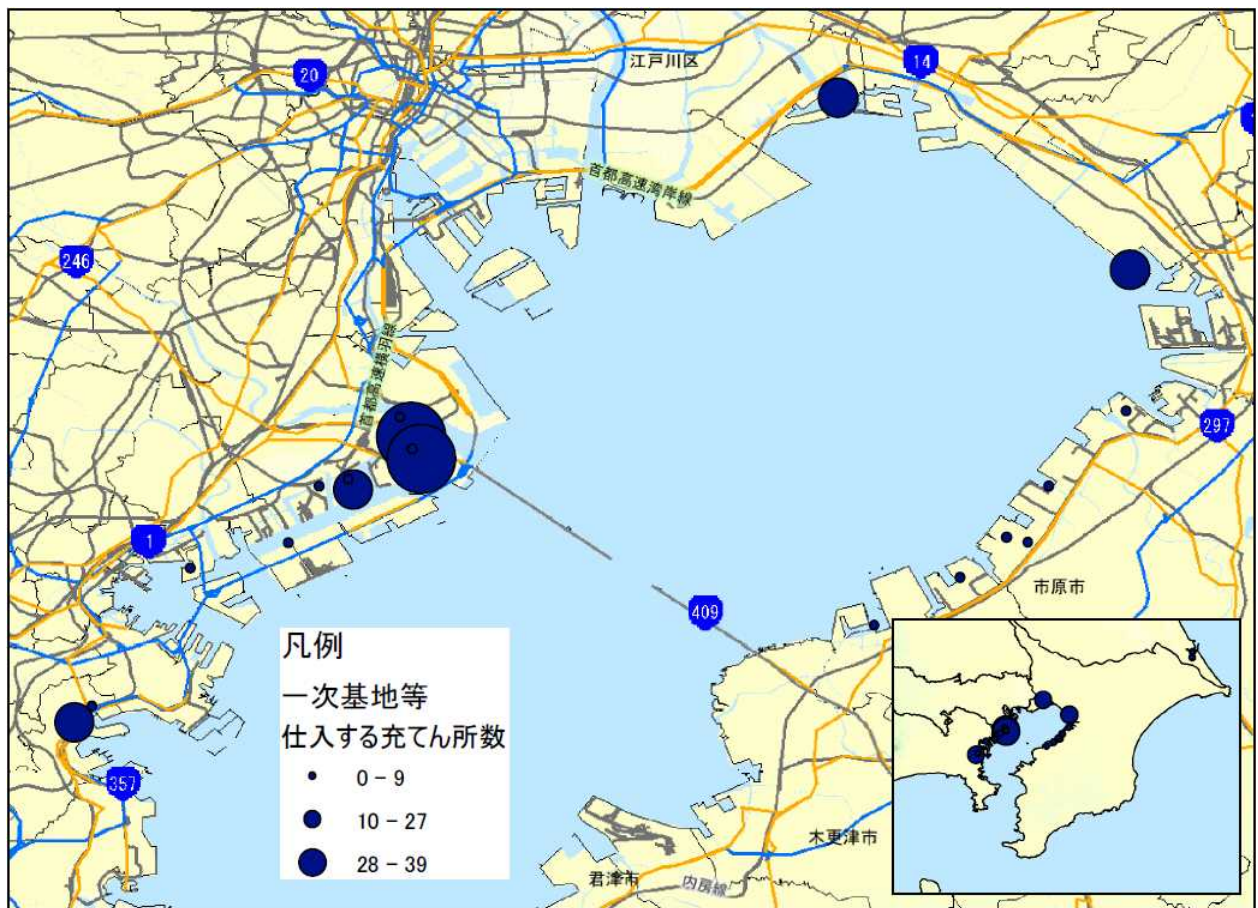 江戸川区
14
20
首都高速湾岸線
246
首都高速横羽線
297
1
市原市
409
凡例
一次基地等
仕入する充てん所数
0 - 9
10 - 27
28 - 39
357
木更津市
君津市
内房線